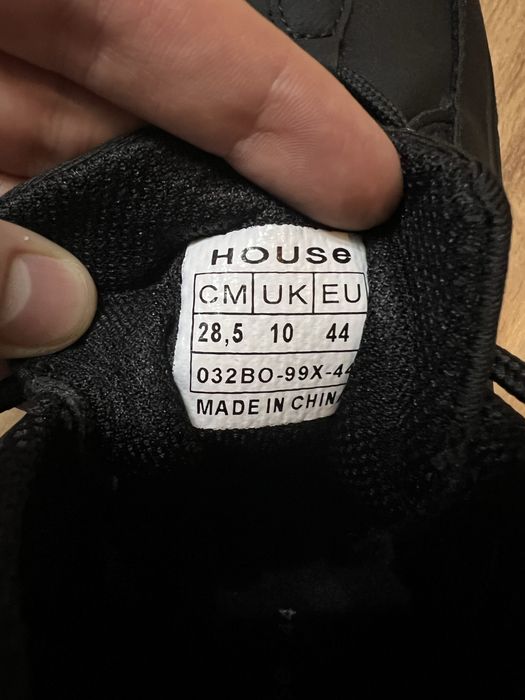 HOUSe
CM UK EU
28,5 10 44
032BO-99X-44
MADE IN CHINA